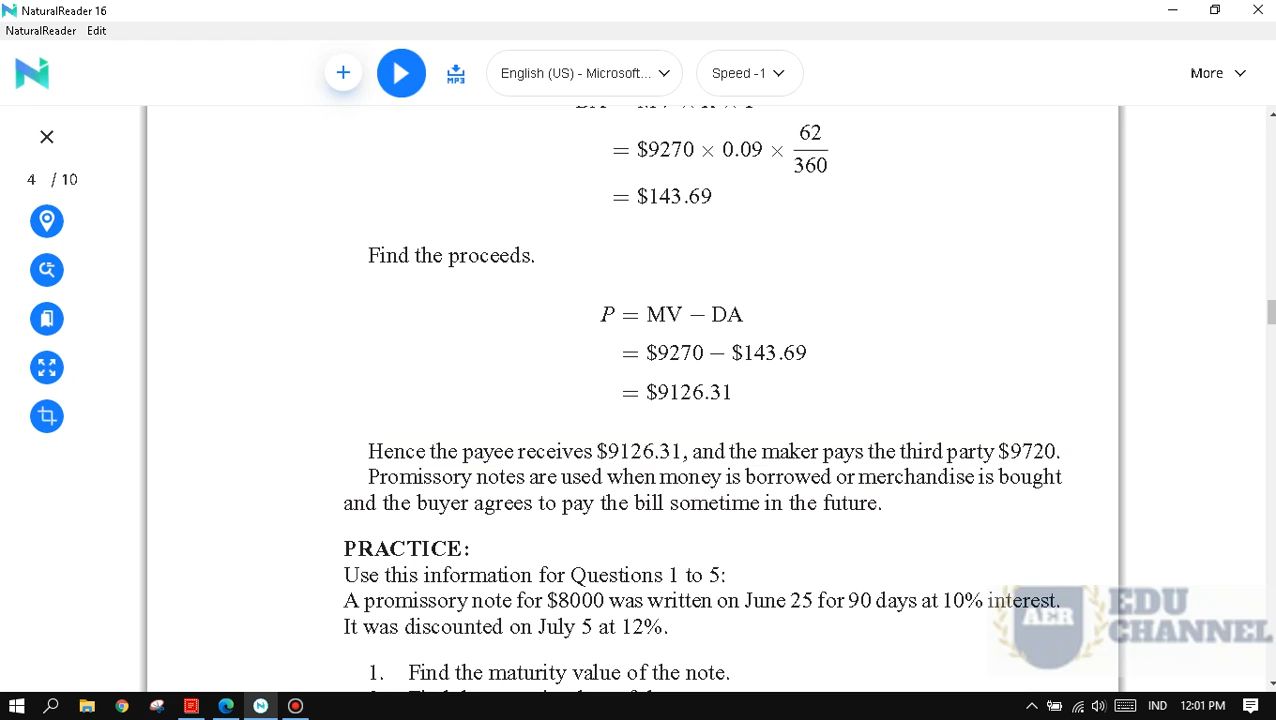 NaturalReader 16
NaturalReader Edit
MP3
English (US) - Microsoft...
Speed -1
More
4 / 10
= $9270 × 0.09 × 62/360
= $143.69
Find the proceeds.
P = MV − DA
= $9270 − $143.69
= $9126.31
Hence the payee receives $9126.31, and the maker pays the third party $9720.
Promissory notes are used when money is borrowed or merchandise is bought
and the buyer agrees to pay the bill sometime in the future.
PRACTICE:
Use this information for Questions 1 to 5:
A promissory note for $8000 was written on June 25 for 90 days at 10% interest.
It was discounted on July 5 at 12%.
AER
EDU
CHANNEL
1. Find the maturity value of the note.
IND
12:01 PM